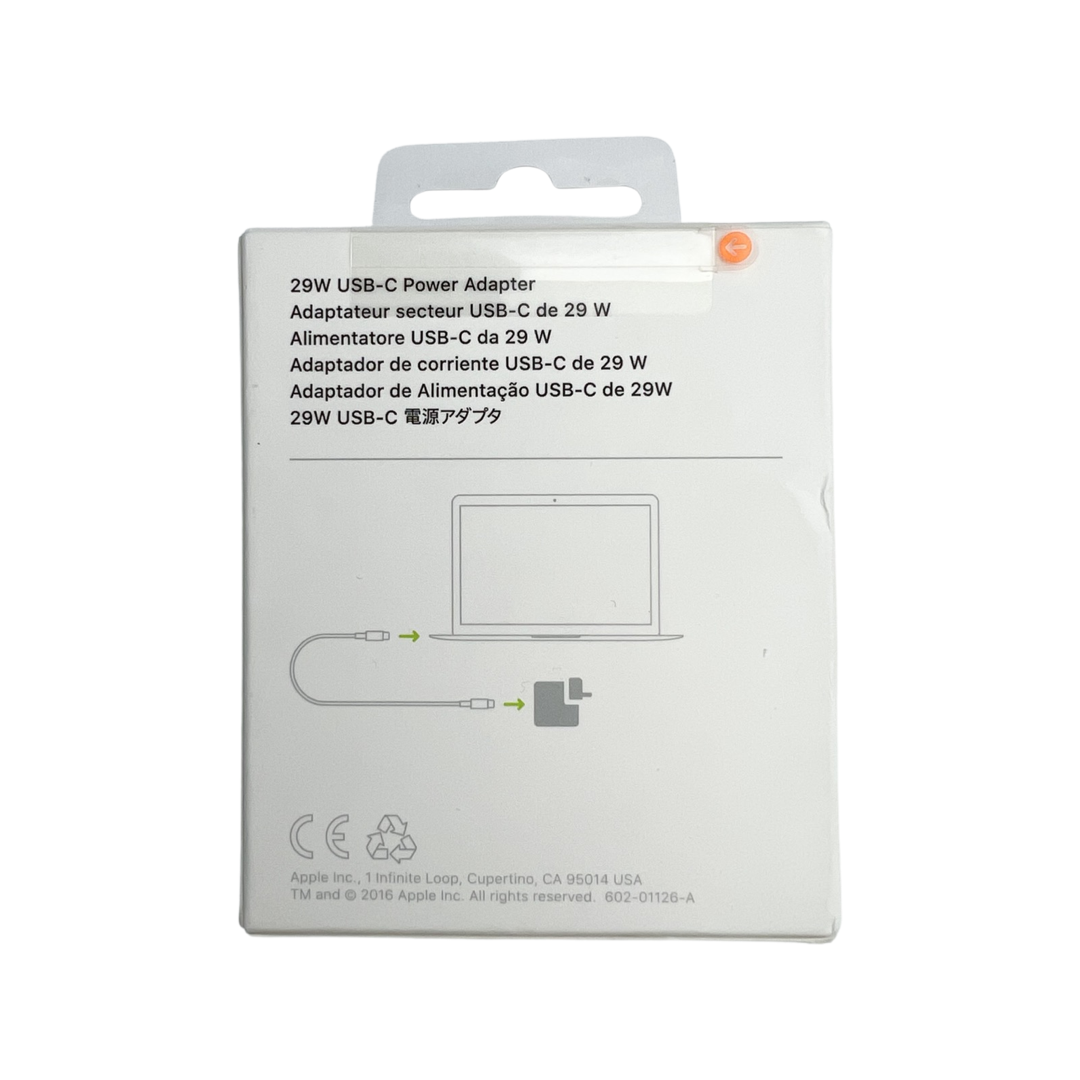 29W USB-C Power Adapter
Adaptateur secteur USB-C de 29 W
Alimentatore USB-C da 29 W
Adaptador de corriente USB-C de 29 W
Adaptador de Alimentação USB-C de 29W
29W USB-C 電源アダプタ
CE
Apple Inc., 1 Infinite Loop, Cupertino, CA 95014 USA
TM and © 2016 Apple Inc. All rights reserved. 602-01126-A